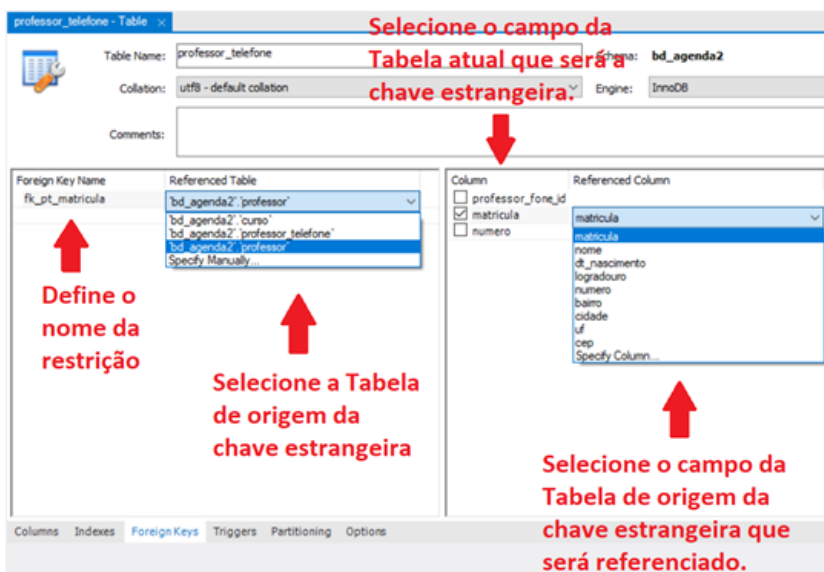 professor_telefone - Table ×
Selecione o campo da
Tabela atual que será a
chave estrangeira.
Table Name: professor_telefone
Schema: bd_agenda2
Collation: utf8 - default collation
Engine: InnoDB
Comments:
Foreign Key Name Referenced Table
fk_pt_matricula 'bd_agenda2'.'professor'
'bd_agenda2'.'curso'
'bd_agenda2'.'professor_telefone'
'bd_agenda2'.'professor'
Specify Manually...
Define o
nome da
restrição
Selecione a Tabela
de origem da
chave estrangeira
Column Referenced Column
professor_fone_id
matricula matricula
numero
matricula
nome
dt_nascimento
logradouro
numero
bairro
cidade
uf
cep
Specify Column...
Selecione o campo da
Tabela de origem da
chave estrangeira que
será referenciado.
Columns Indexes Foreign Keys Triggers Partitioning Options